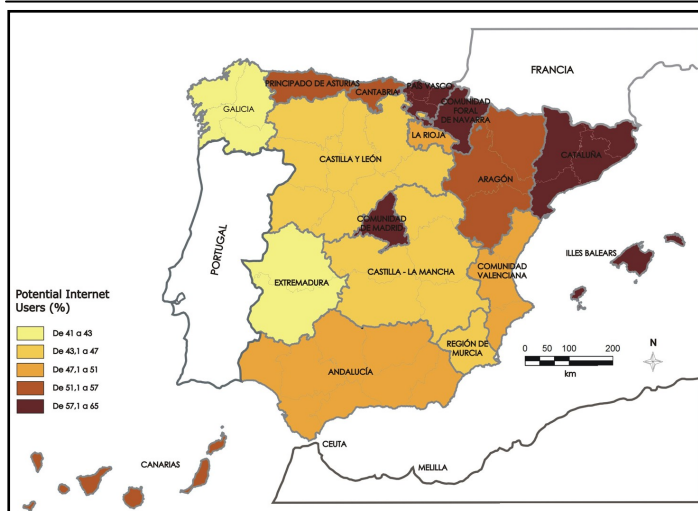 FRANCIA
PRINCIPADO DE ASTURIAS
PAIS VASCO
CANTABRIA
COMUNIDAD
FORAL
DE NAVARRA
GALICIA
LA RIOJA
CATALUÑA
CASTILLA Y LEÓN
ARAGÓN
COMUNIDAD
DE MADRID
PORTUGAL
ILLES BALEARS
COMUNIDAD
VALENCIANA
CASTILLA - LA MANCHA
EXTREMADURA
Potential Internet
Users (%)
De 41 a 43
De 43,1 a 47
De 47,1 a 51
De 51,1 a 57
De 57,1 a 65
REGIÓN DE
MURCIA
N
0 50 100 200
km
ANDALUCÍA
CEUTA
CANARIAS
MELILLA